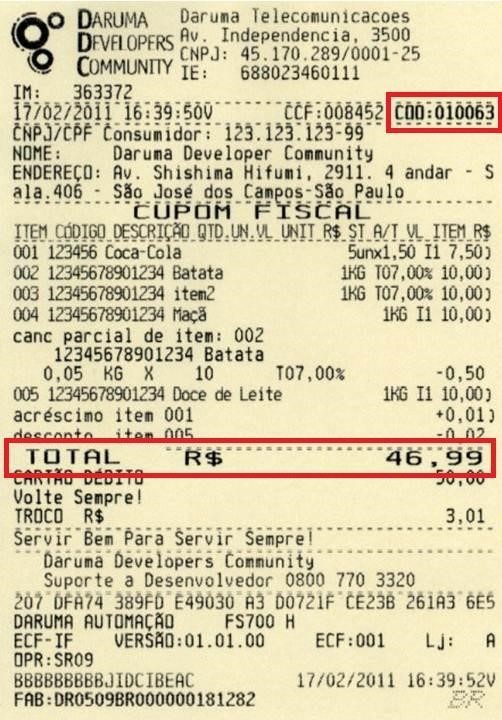 DARUMA
DEVELOPERS
COMMUNITY
Daruma Telecomunicacoes
Av. Independencia, 3500
CNPJ: 45.170.289/0001-25
IE: 688023460111
IM: 363372
17/02/2011 16:39:50V CCF:008452 COO:010063
CNPJ/CPF Consumidor: 123.123.123-99
NOME: Daruma Developer Community
ENDEREÇO: Av. Shishima Hifumi, 2911. 4 andar - S
ala.406 - São José dos Campos-São Paulo
CUPOM FISCAL
ITEM CÓDIGO DESCRIÇÃO QTD.UN.VL UNIT R$ ST A/T VL ITEM R$
001 123456 Coca-Cola 5unx1,50 I1 7,50}
002 12345678901234 Batata 1KG T07,00% 10,00}
003 12345678901234 item2 1KG T07,00% 10,00}
004 12345678901234 Maçã 1KG I1 10,00}
canc parcial de item: 002
12345678901234 Batata
0,05 KG X 10 T07,00% -0,50
005 12345678901234 Doce de Leite 1KG I1 10,00}
acréscimo item 001 +0,01}
desconto item 005 -0,02
TOTAL R$ 46,99
CARTÃO DÉBITO 50,00
Volte Sempre!
TROCO R$ 3,01
Servir Bem Para Servir Sempre!
Daruma Developers Community
Suporte a Desenvolvedor 0800 770 3320
207 DFA74 389FD E49030 A3 D0721F CE23B 261A3 6E5
DARUMA AUTOMAÇÃO FS700 H
ECF-IF VERSÃO:01.01.00 ECF:001 Lj: A
OPR:SR09
BBBBBBBBBJIDCIBEAC 17/02/2011 16:39:52V
FAB:DR0509BR000000181282 BR